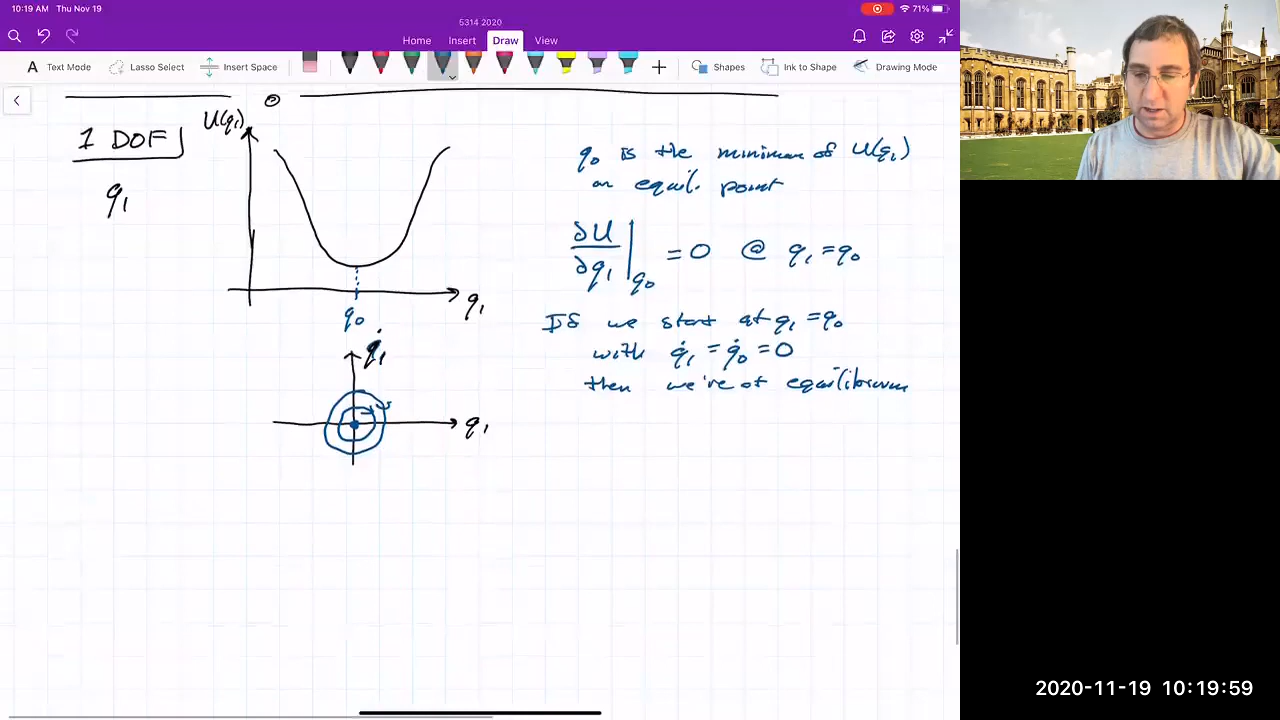 10:19 AM Thu Nov 19
71%
5314 2020
Home Insert Draw View
Text Mode Lasso Select Insert Space Shapes Ink to Shape Drawing Mode
1 DOF
q₁
U(q₁)
q₁
q₀
q̇₁
q₁
q₀ is the minimum of U(q₁)
an equil. point
∂U/∂q₁ |q₀ = 0 @ q₁ = q₀
If we start at q₁ = q₀
with q̇₁ = q̇₀ = 0
then we're at equilibrium
2020-11-19 10:19:59